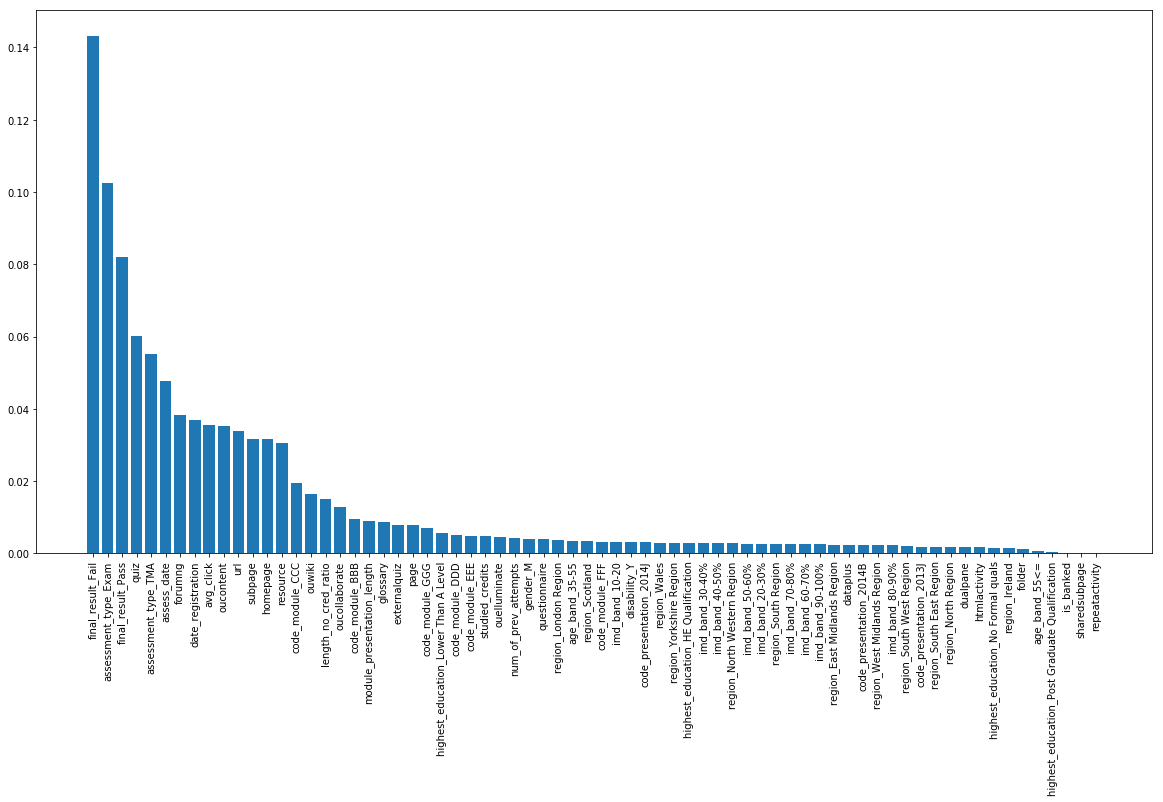 0.14
0.12
0.10
0.08
0.06
0.04
0.02
0.00
final_result_Fail
assessment_type_Exam
final_result_Pass
quiz
assessment_type_TMA
assess_date
forumng
date_registration
avg_click
oucontent
url
subpage
homepage
resource
code_module_CCC
ouwiki
length_no_cred_ratio
oucollaborate
code_module_BBB
module_presentation_length
glossary
externalquiz
page
code_module_GGG
highest_education_Lower Than A Level
code_module_DDD
code_module_EEE
studied_credits
ouelluminate
num_of_prev_attempts
gender_M
questionnaire
region_London Region
age_band_35-55
region_Scotland
code_module_FFF
imd_band_10-20
disability_Y
code_presentation_2014J
region_Wales
region_Yorkshire Region
highest_education_HE Qualification
imd_band_30-40%
imd_band_40-50%
region_North Western Region
imd_band_50-60%
imd_band_20-30%
region_South Region
imd_band_70-80%
imd_band_60-70%
imd_band_90-100%
region_East Midlands Region
dataplus
code_presentation_2014B
region_West Midlands Region
imd_band_80-90%
region_South West Region
code_presentation_2013J
region_South East Region
region_North Region
dualpane
htmlactivity
highest_education_No Formal quals
region_Ireland
folder
age_band_55<=
highest_education_Post Graduate Qualification
is_banked
sharedsubpage
repeatactivity